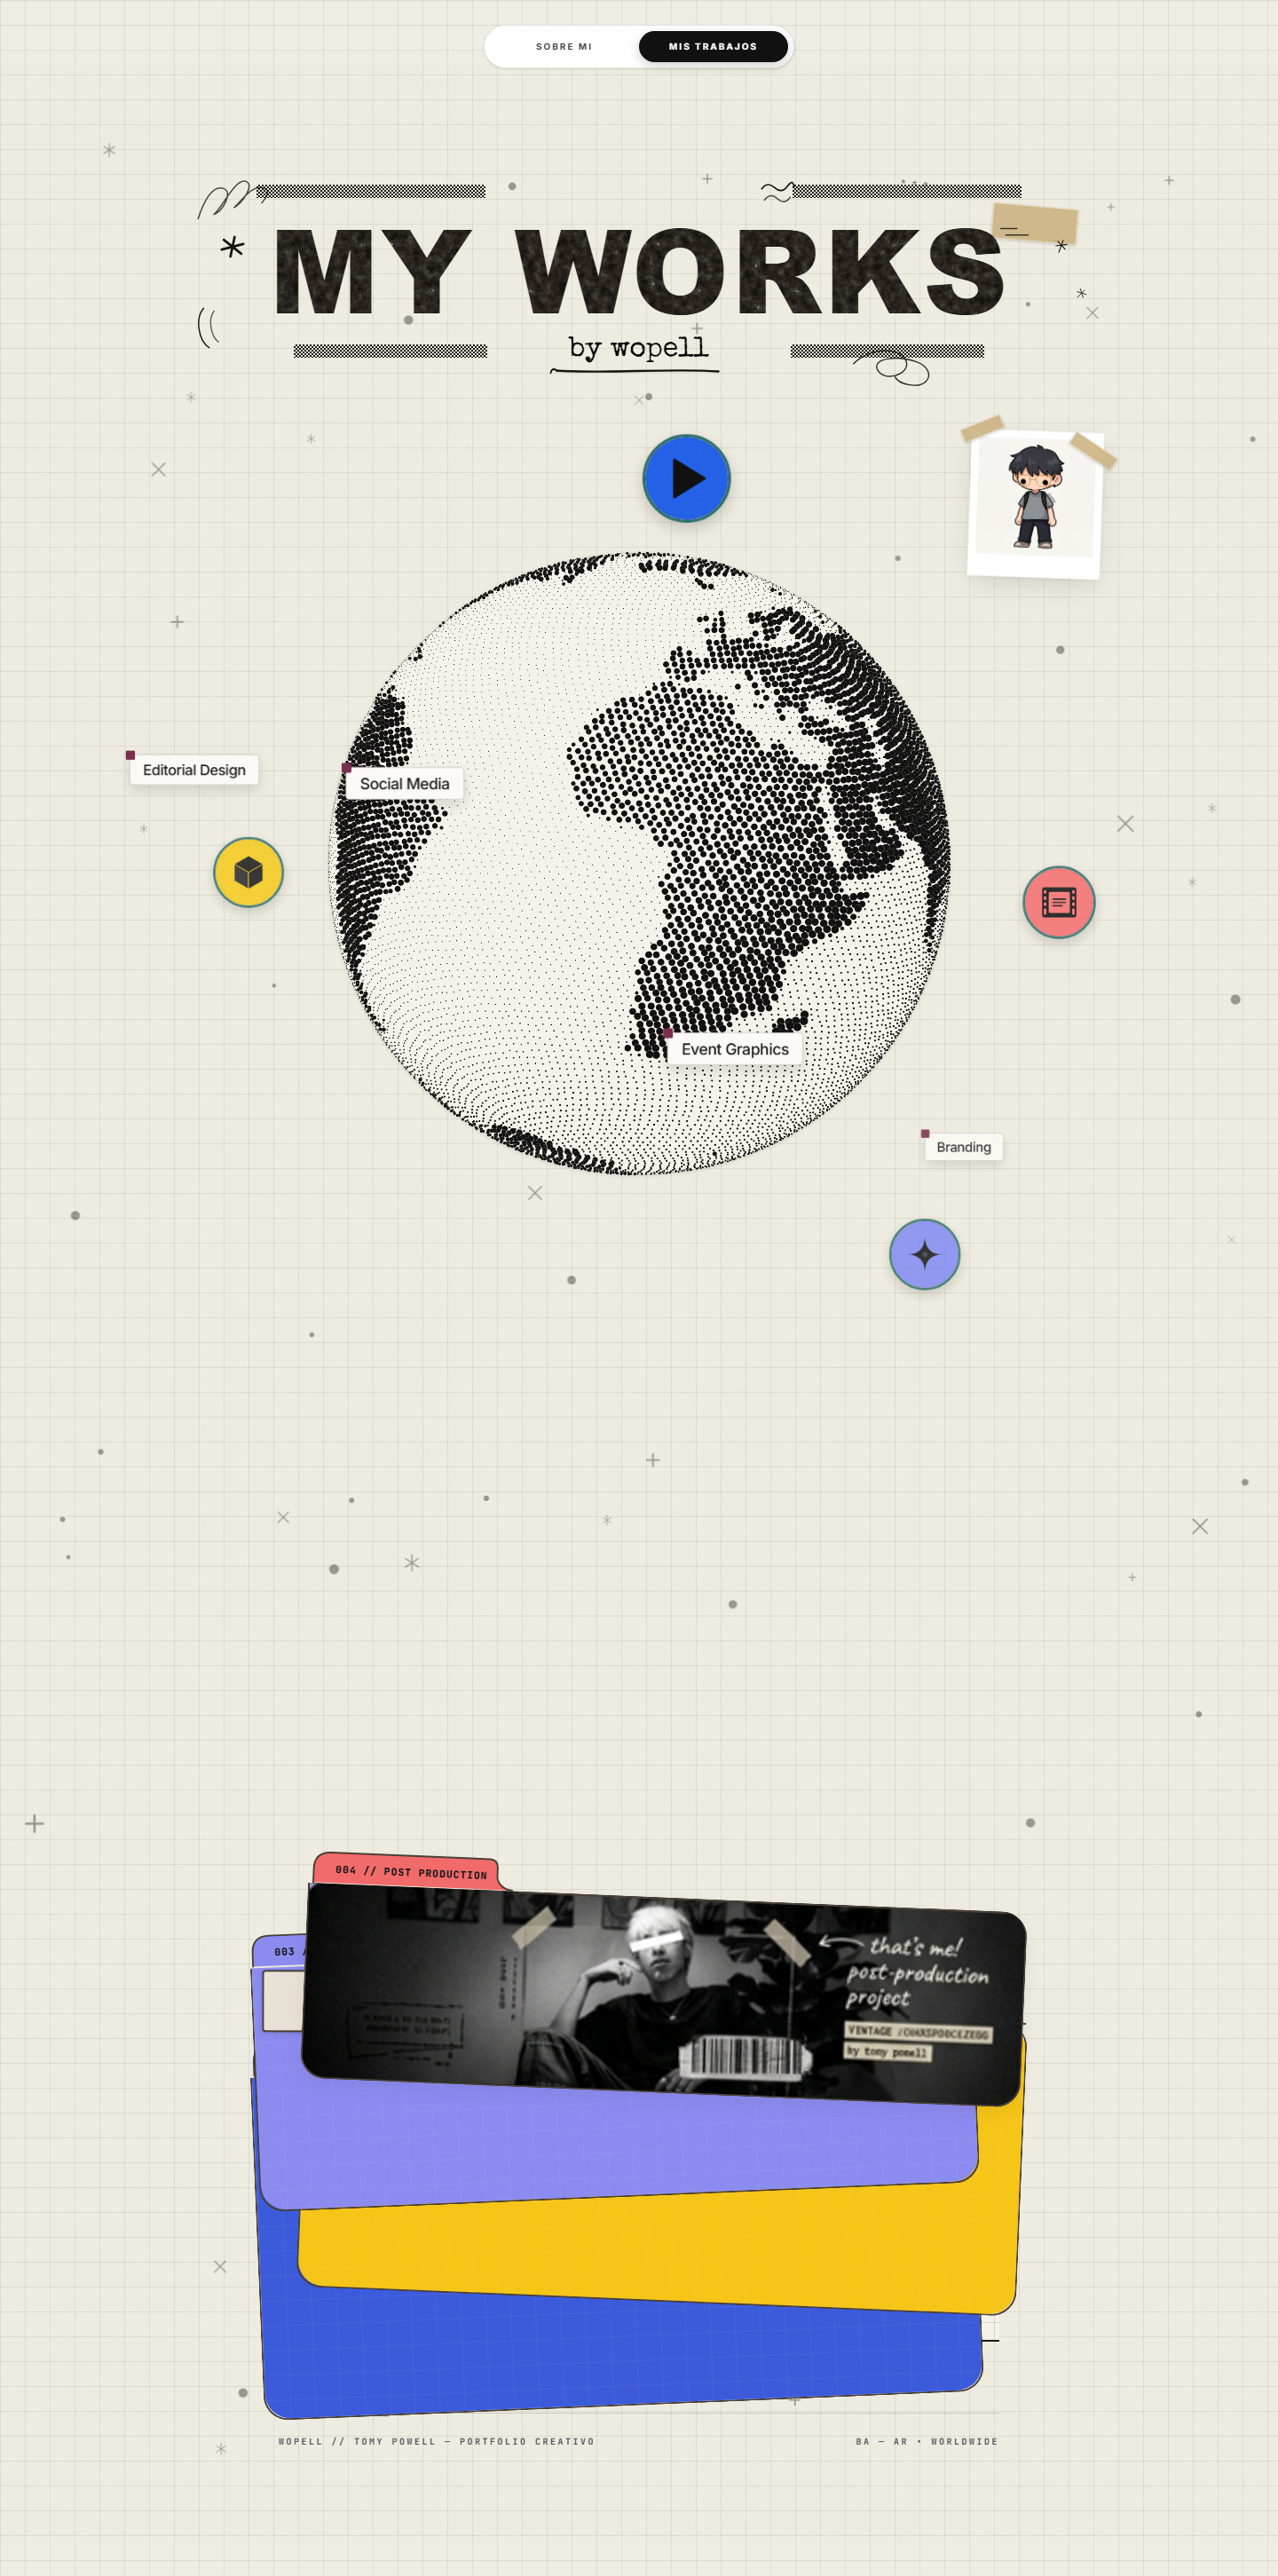 SOBRE MI
MIS TRABAJOS
MY WORKS
by wopell
Editorial Design
Social Media
Event Graphics
Branding
004 // POST PRODUCTION
003 /
that's me!
post-production
project
by tony powell
WOPELL // TOMY POWELL — PORTFOLIO CREATIVO
BA — AR • WORLDWIDE